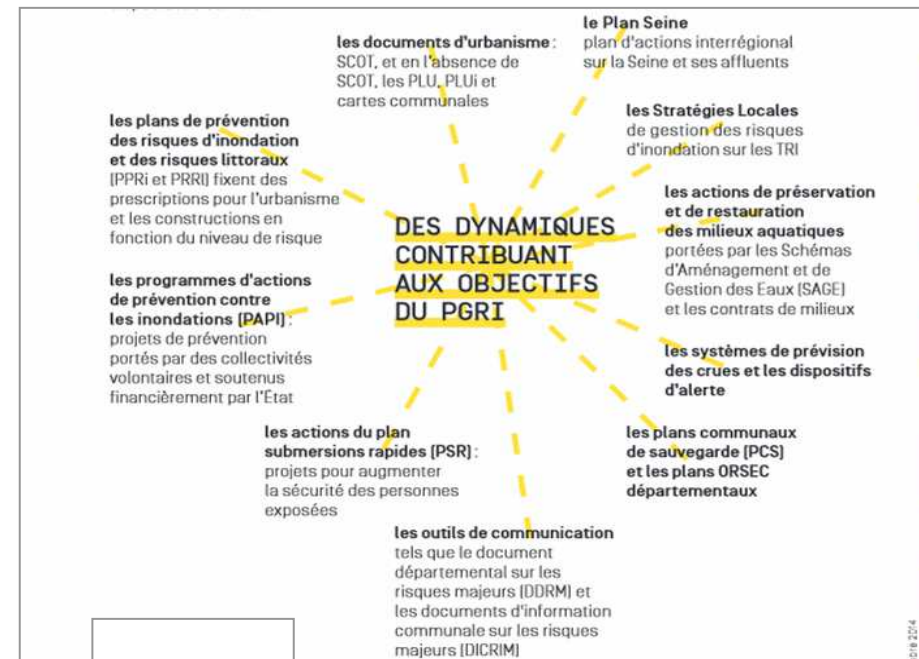 le Plan Seine
plan d'actions interrégional
sur la Seine et ses affluents
les documents d'urbanisme :
SCOT, et en l'absence de
SCOT, les PLU, PLUi et
cartes communales
les Stratégies Locales
de gestion des risques
d'inondation sur les TRI
les plans de prévention
des risques d'inondation
et des risques littoraux
(PPRi et PRRI) fixent des
prescriptions pour l'urbanisme
et les constructions en
fonction du niveau de risque
les actions de préservation
et de restauration
des milieux aquatiques
portées par les Schémas
d'Aménagement et de
Gestion des Eaux (SAGE)
et les contrats de milieu
DES DYNAMIQUES
CONTRIBUANT
AUX OBJECTIFS
DU PGRI
les programmes d'actions
de prévention contre
les inondations (PAPI) :
projets de prévention
portés par des collectivités
volontaires et soutenus
financièrement par l'État
les systèmes de prévision
des crues et les dispositifs
d'alerte
les actions du plan
submersions rapides (PSR) :
projets pour augmenter
la sécurité des personnes
exposées
les plans communaux
de sauvegarde (PCS)
et les plans ORSEC
départementaux
les outils de communication
tels que le document
départemental sur les
risques majeurs (DDRM) et
les documents d'information
communale sur les risques
majeurs (DICRIM)
2014